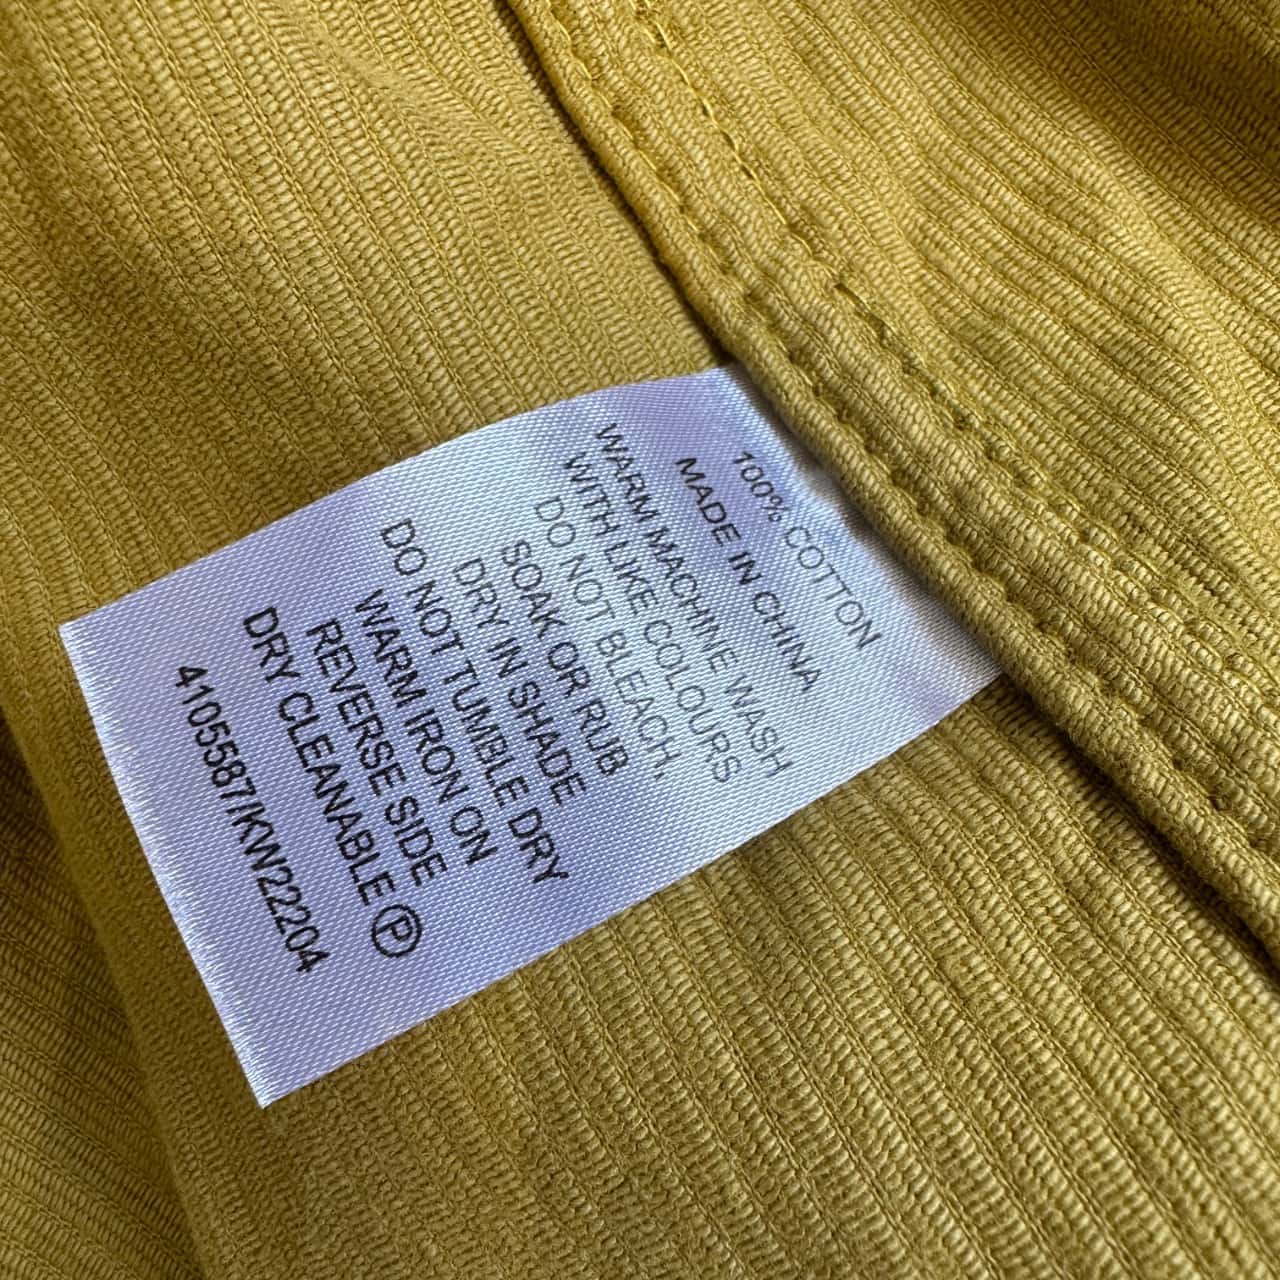 100% COTTON
MADE IN CHINA
WARM MACHINE WASH
WITH LIKE COLOURS
DO NOT BLEACH,
SOAK OR RUB
DRY IN SHADE
DO NOT TUMBLE DRY
WARM IRON ON
REVERSE SIDE
DRY CLEANABLE Ⓟ
4105587/KW22204